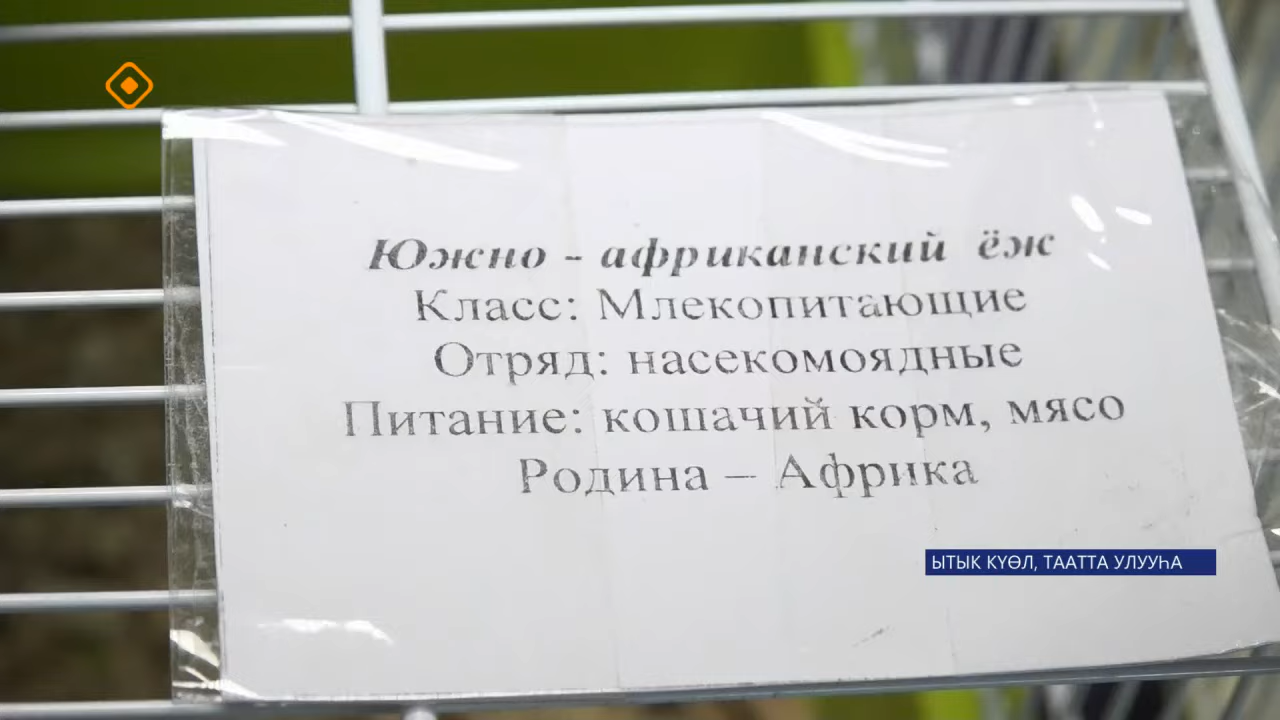 Южно - африканский ёж
Класс: Млекопитающие
Отряд: насекомоядные
Питание: кошачий корм, мясо
Родина – Африка
ЫТЫК КҮӨЛ, ТААТТА УЛУУҺА